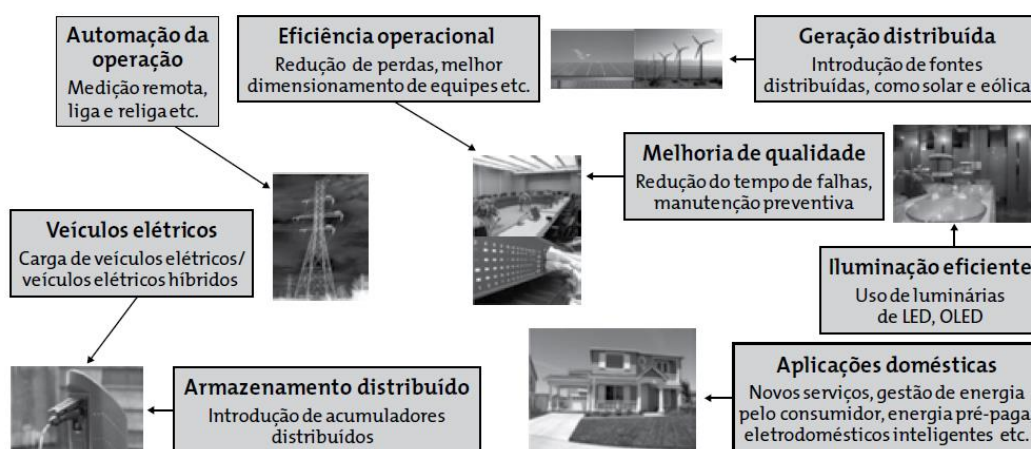 Automação da
operação
Medição remota,
liga e religa etc.
Eficiência operacional
Redução de perdas, melhor
dimensionamento de equipes etc.
Geração distribuída
Introdução de fontes
distribuídas, como solar e eólica
Melhoria de qualidade
Redução do tempo de falhas,
manutenção preventiva
Veículos elétricos
Carga de veículos elétricos/
veículos elétricos híbridos
Iluminação eficiente
Uso de luminárias
de LED, OLED
Armazenamento distribuído
Introdução de acumuladores
distribuídos
Aplicações domésticas
Novos serviços, gestão de energia
pelo consumidor, energia pré-paga
eletrodomésticos inteligentes etc.